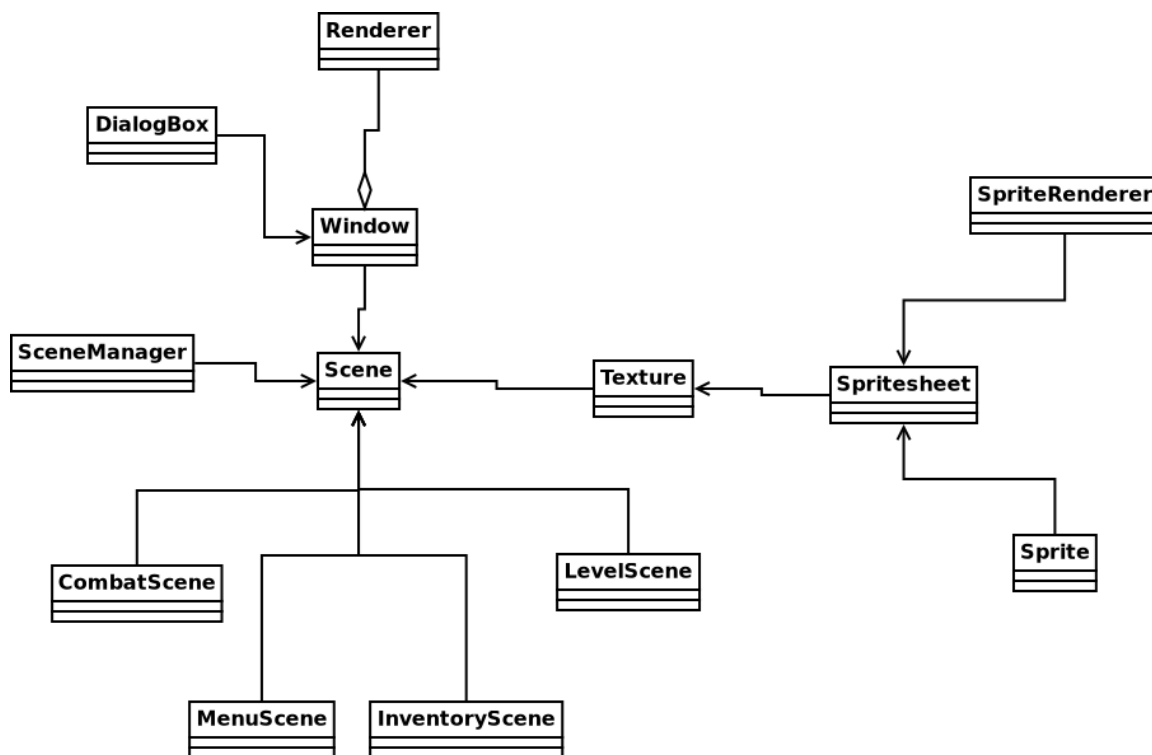 Renderer
DialogBox
SpriteRenderer
Window
SceneManager
Scene
Texture
Spritesheet
CombatScene
LevelScene
Sprite
MenuScene
InventoryScene